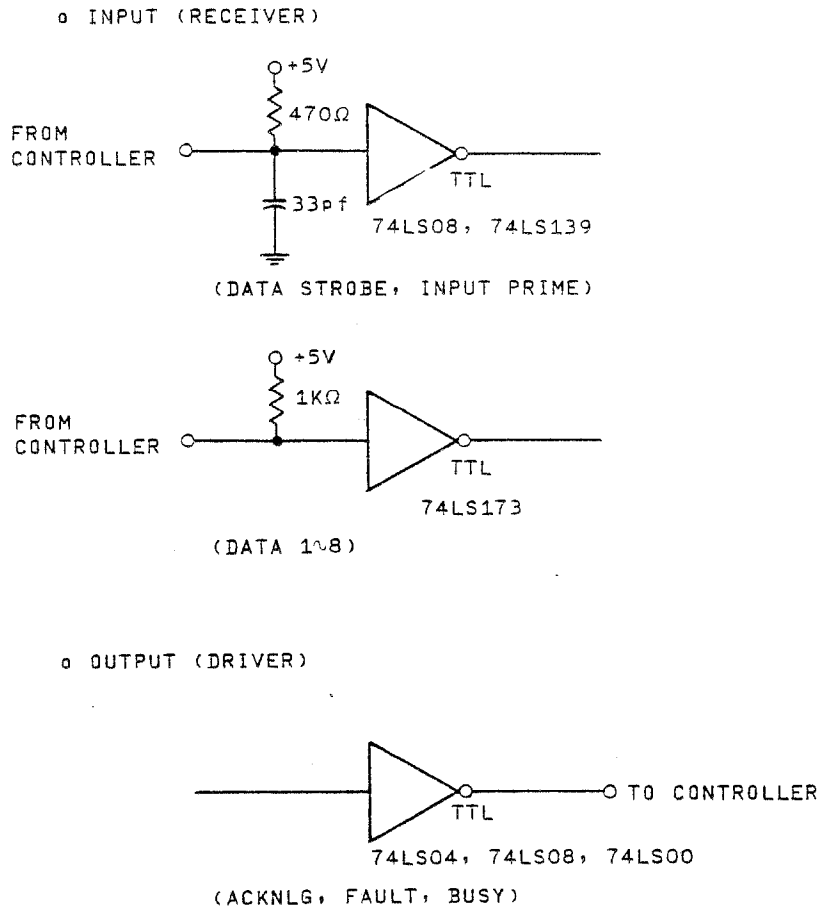 o INPUT (RECEIVER)
+5V
470Ω
FROM
CONTROLLER
TTL
33pf
74LS08, 74LS139
(DATA STROBE, INPUT PRIME)
+5V
1KΩ
FROM
CONTROLLER
TTL
74LS173
(DATA 1~8)
o OUTPUT (DRIVER)
TO CONTROLLER
TTL
74LS04, 74LS08, 74LS00
(ACKNLG, FAULT, BUSY)